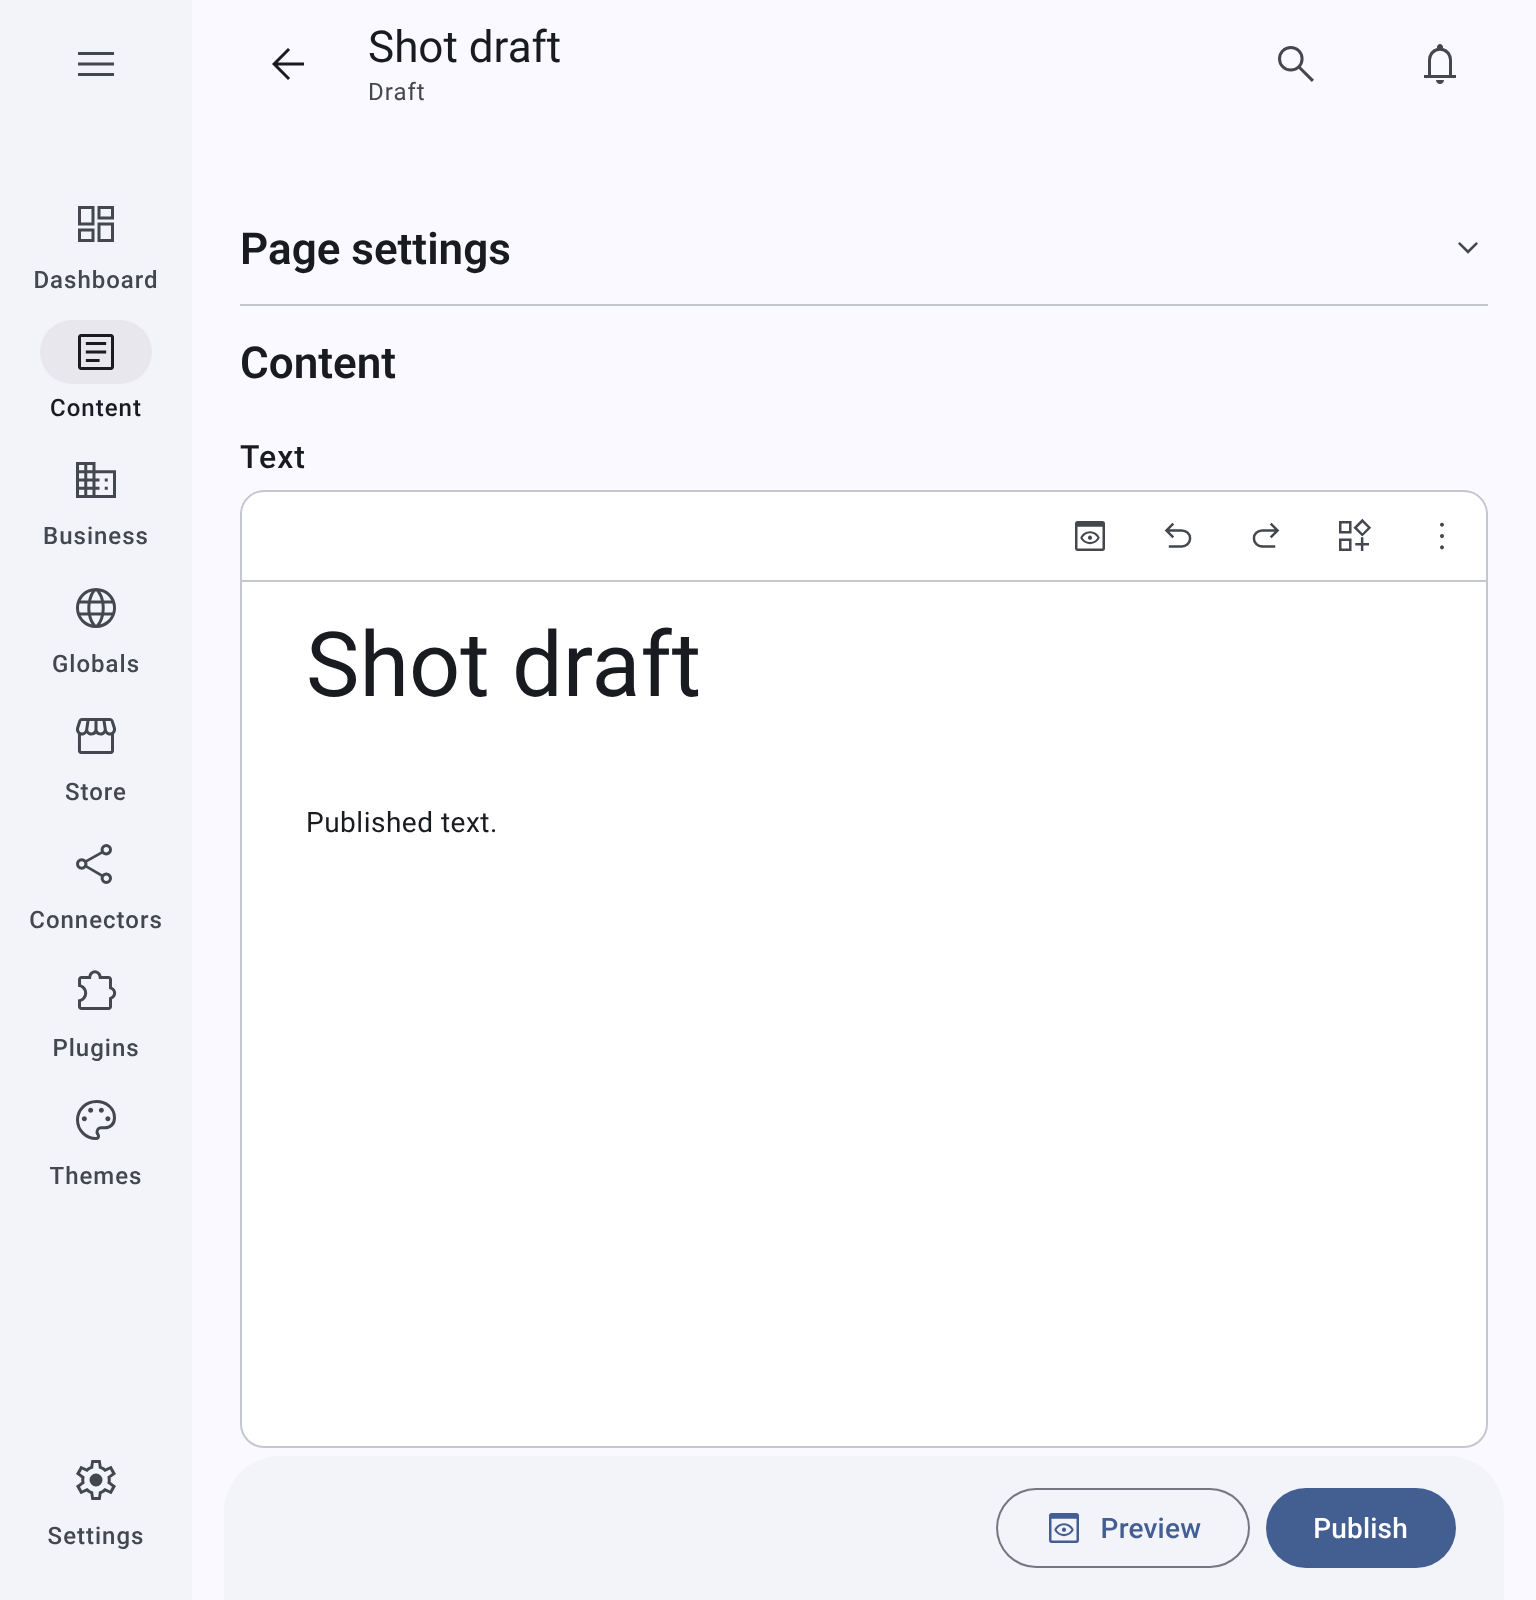 Shot draft
Draft
Dashboard
Content
Business
Globals
Store
Connectors
Plugins
Themes
Settings
Page settings
Content
Text
Shot draft
Published text.
Preview
Publish